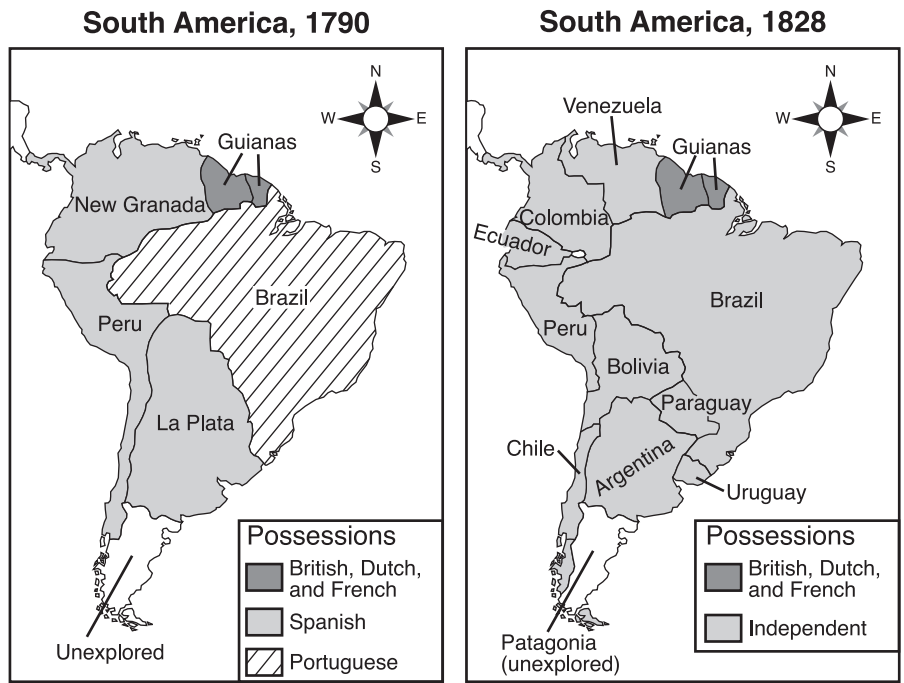 South America, 1790
N
W
E
S
Guianas
New Granada
Brazil
Peru
La Plata
Unexplored
Possessions
British, Dutch,
and French
Spanish
Portuguese
South America, 1828
N
W
E
S
Venezuela
Guianas
Colombia
Ecuador
Brazil
Peru
Bolivia
Paraguay
Chile
Argentina
Uruguay
Patagonia
(unexplored)
Possessions
British, Dutch,
and French
Independent